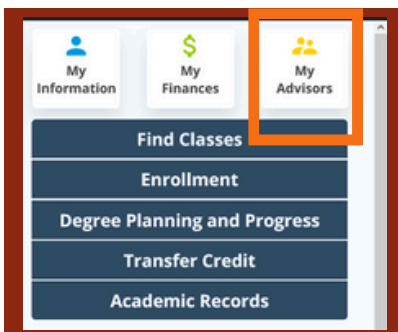 My
Information
$
My
Finances
My
Advisors
Find Classes
Enrollment
Degree Planning and Progress
Transfer Credit
Academic Records